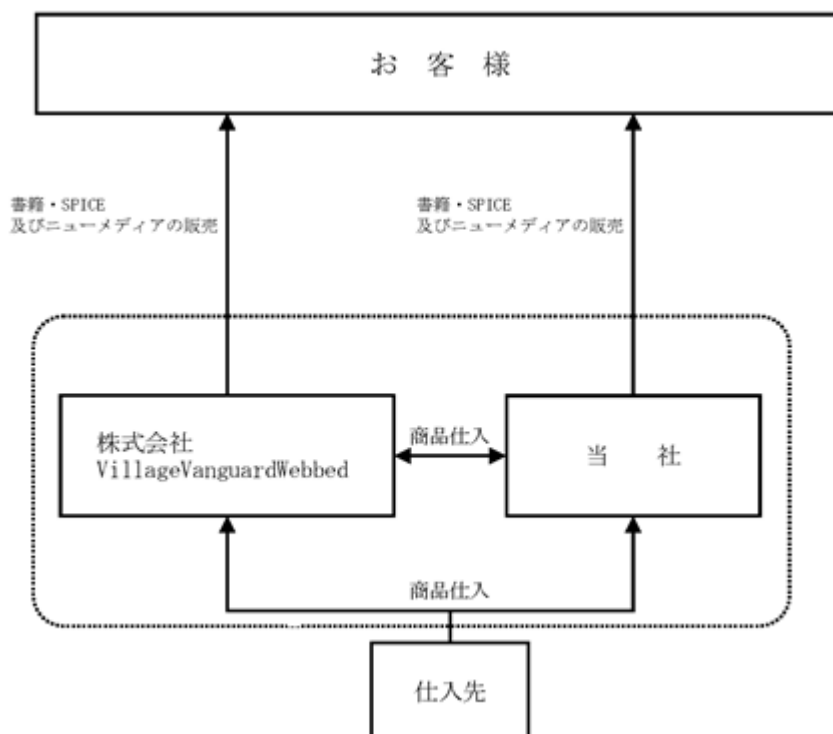 お 客 様
書籍・SPICE
及びニューメディアの販売
書籍・SPICE
及びニューメディアの販売
株式会社
VillageVanguardWebbed
商品仕入
当 社
商品仕入
仕入先